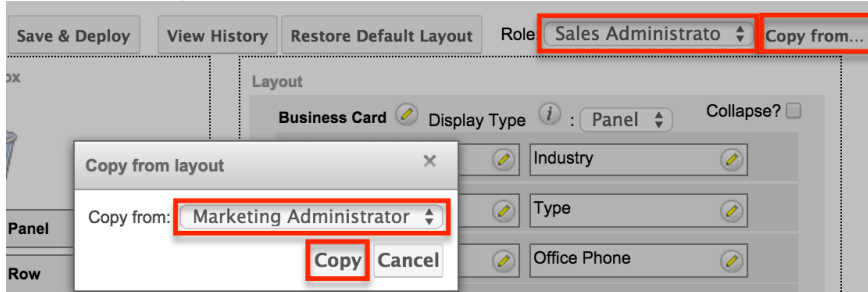 Save & Deploy View History Restore Default Layout Role: Sales Administrato Copy from...
Layout
Business Card Display Type i : Panel Collapse?
Copy from layout ×
Industry
Copy from: Marketing Administrator
Type
Panel
Copy Cancel
Office Phone
Row